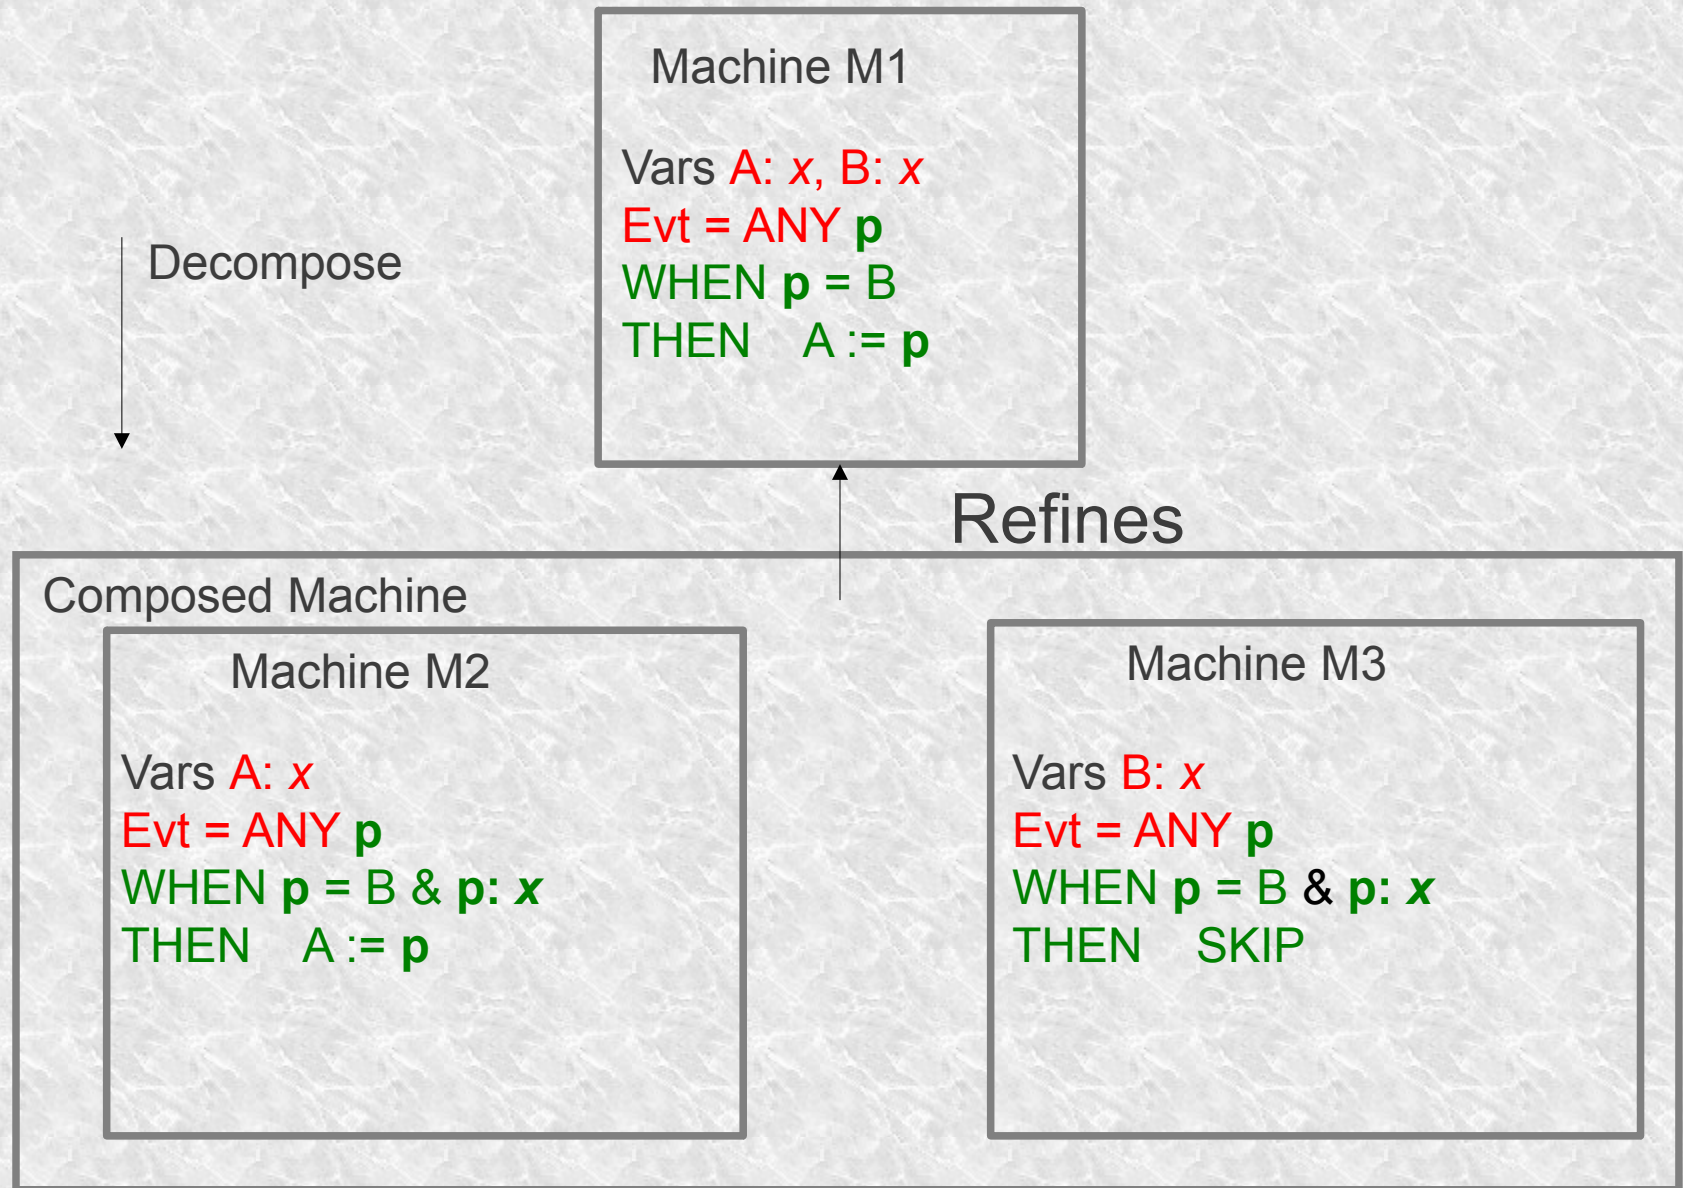 Machine M1
Vars A: x, B: x
Evt = ANY p
WHEN p = B
THEN A := p
Decompose
Refines
Composed Machine
Machine M2
Vars A: x
Evt = ANY p
WHEN p = B & p: x
THEN A := p
Machine M3
Vars B: x
Evt = ANY p
WHEN p = B & p: x
THEN SKIP